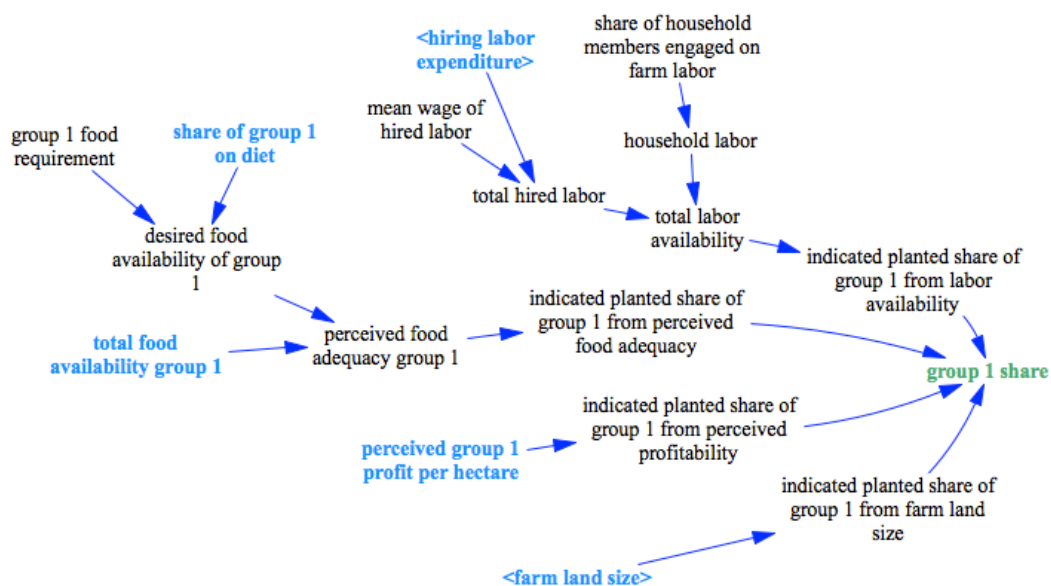 <hiring labor
expenditure>
share of household
members engaged on
farm labor
mean wage of
hired labor
group 1 food
requirement
share of group 1
on diet
household labor
total hired labor
total labor
availability
desired food
availability of group
1
indicated planted share of
group 1 from labor
availability
indicated planted share of
group 1 from perceived
food adequacy
perceived food
adequacy group 1
total food
availability group 1
group 1 share
indicated planted share of
group 1 from perceived
profitability
perceived group 1
profit per hectare
indicated planted share of
group 1 from farm land
size
<farm land size>